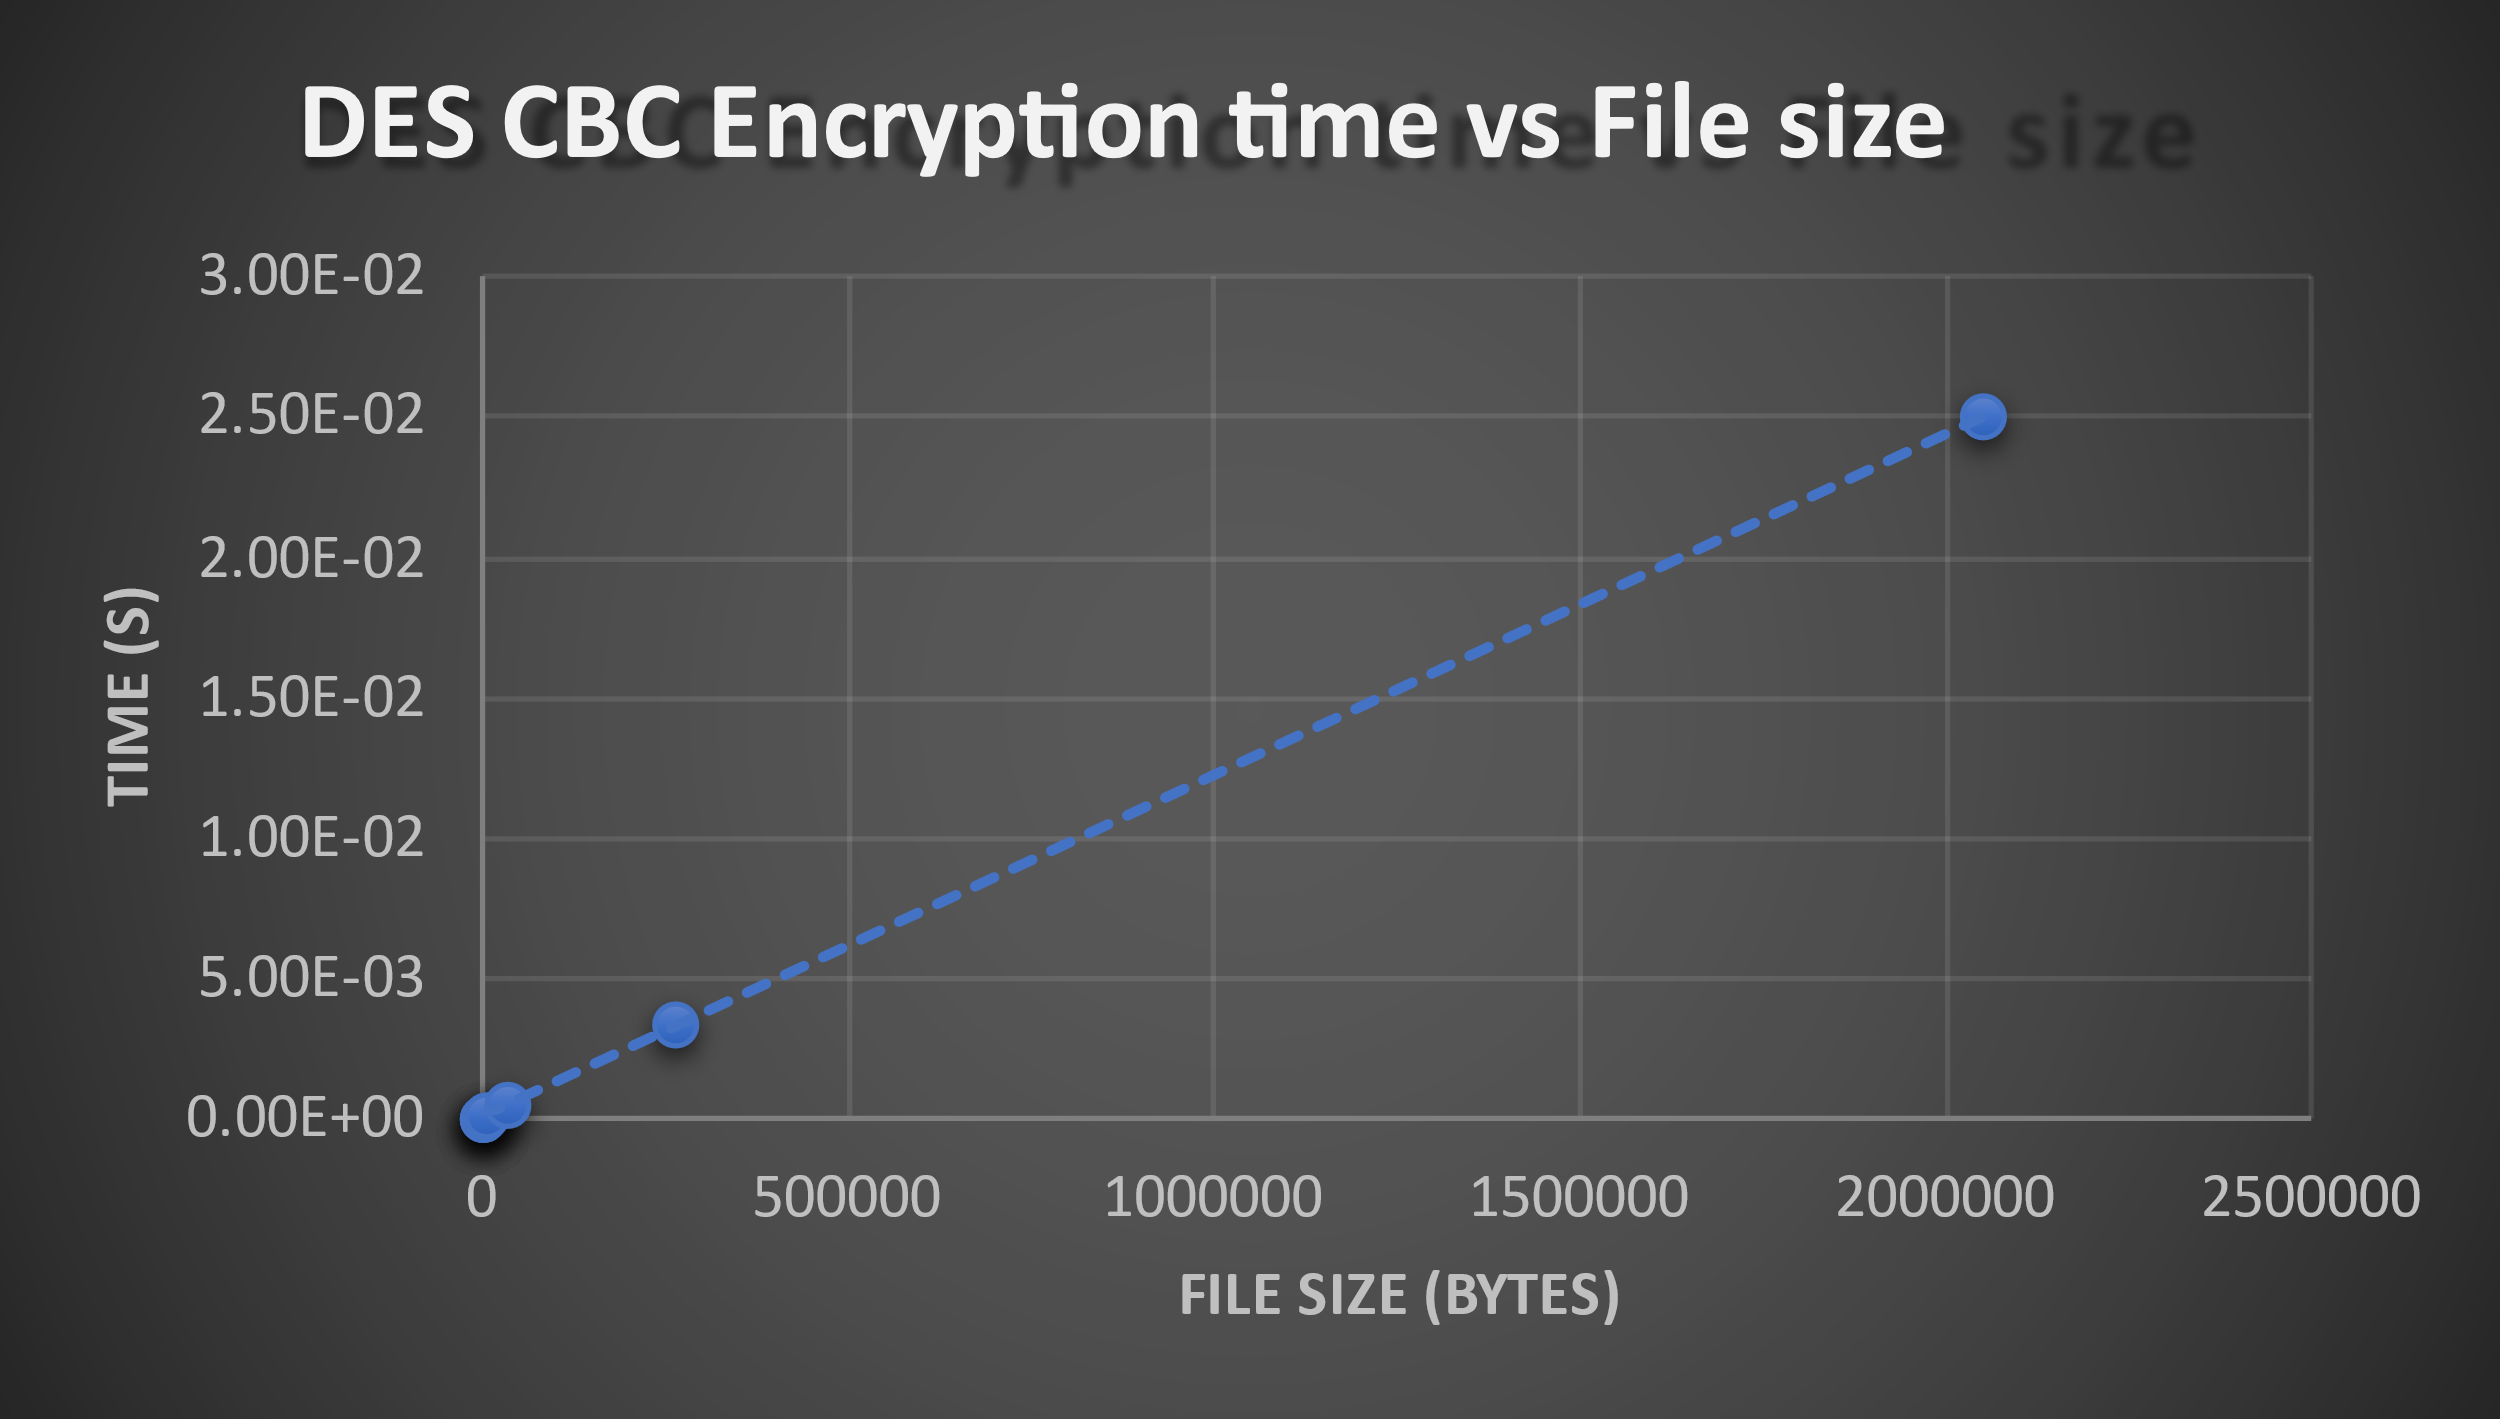 DES CBC Encryption time vs File size
3.00E-02
2.50E-02
2.00E-02
1.50E-02
1.00E-02
5.00E-03
0.00E+00
TIME (S)
0 500000 1000000 1500000 2000000 2500000
FILE SIZE (BYTES)